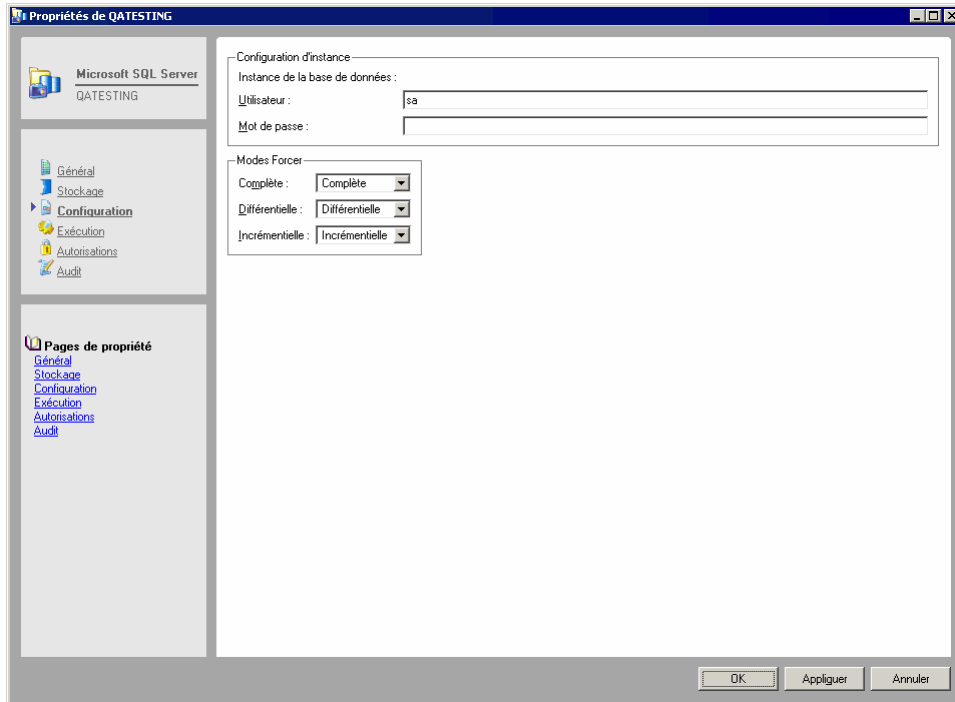 Propriétés de QATESTING
Microsoft SQL Server
QATESTING
Général
Stockage
Configuration
Exécution
Autorisations
Audit
Pages de propriété
Général
Stockage
Configuration
Exécution
Autorisations
Audit
Configuration d'instance
Instance de la base de données :
Utilisateur : sa
Mot de passe :
Modes Forcer
Complète : Complète
Différentielle : Différentielle
Incrémentielle : Incrémentielle
OK Appliquer Annuler